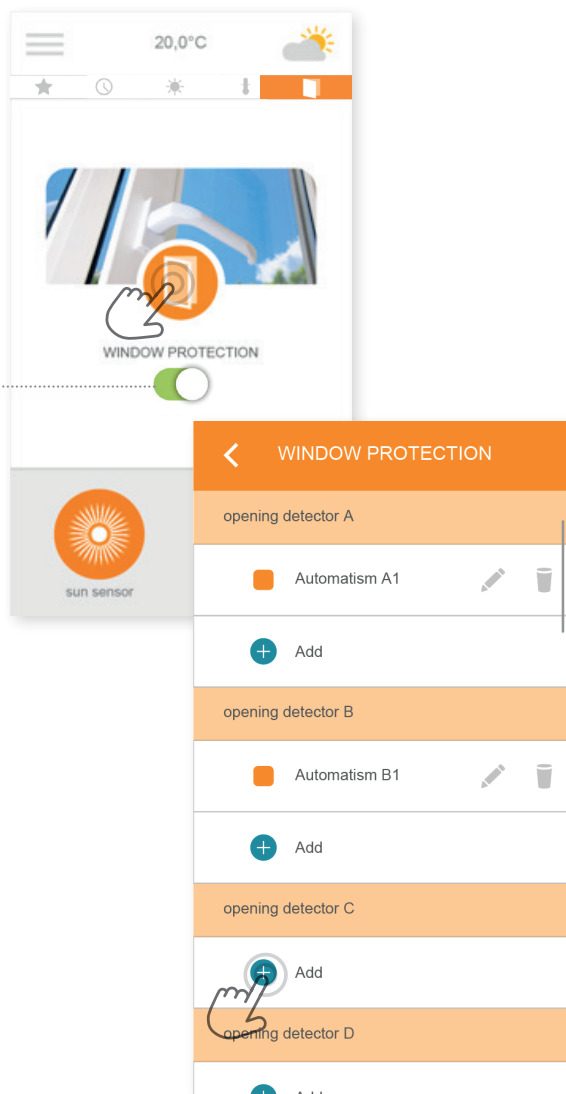 20,0°C
WINDOW PROTECTION
sun sensor
WINDOW PROTECTION
opening detector A
Automatism A1
Add
opening detector B
Automatism B1
Add
opening detector C
Add
opening detector D